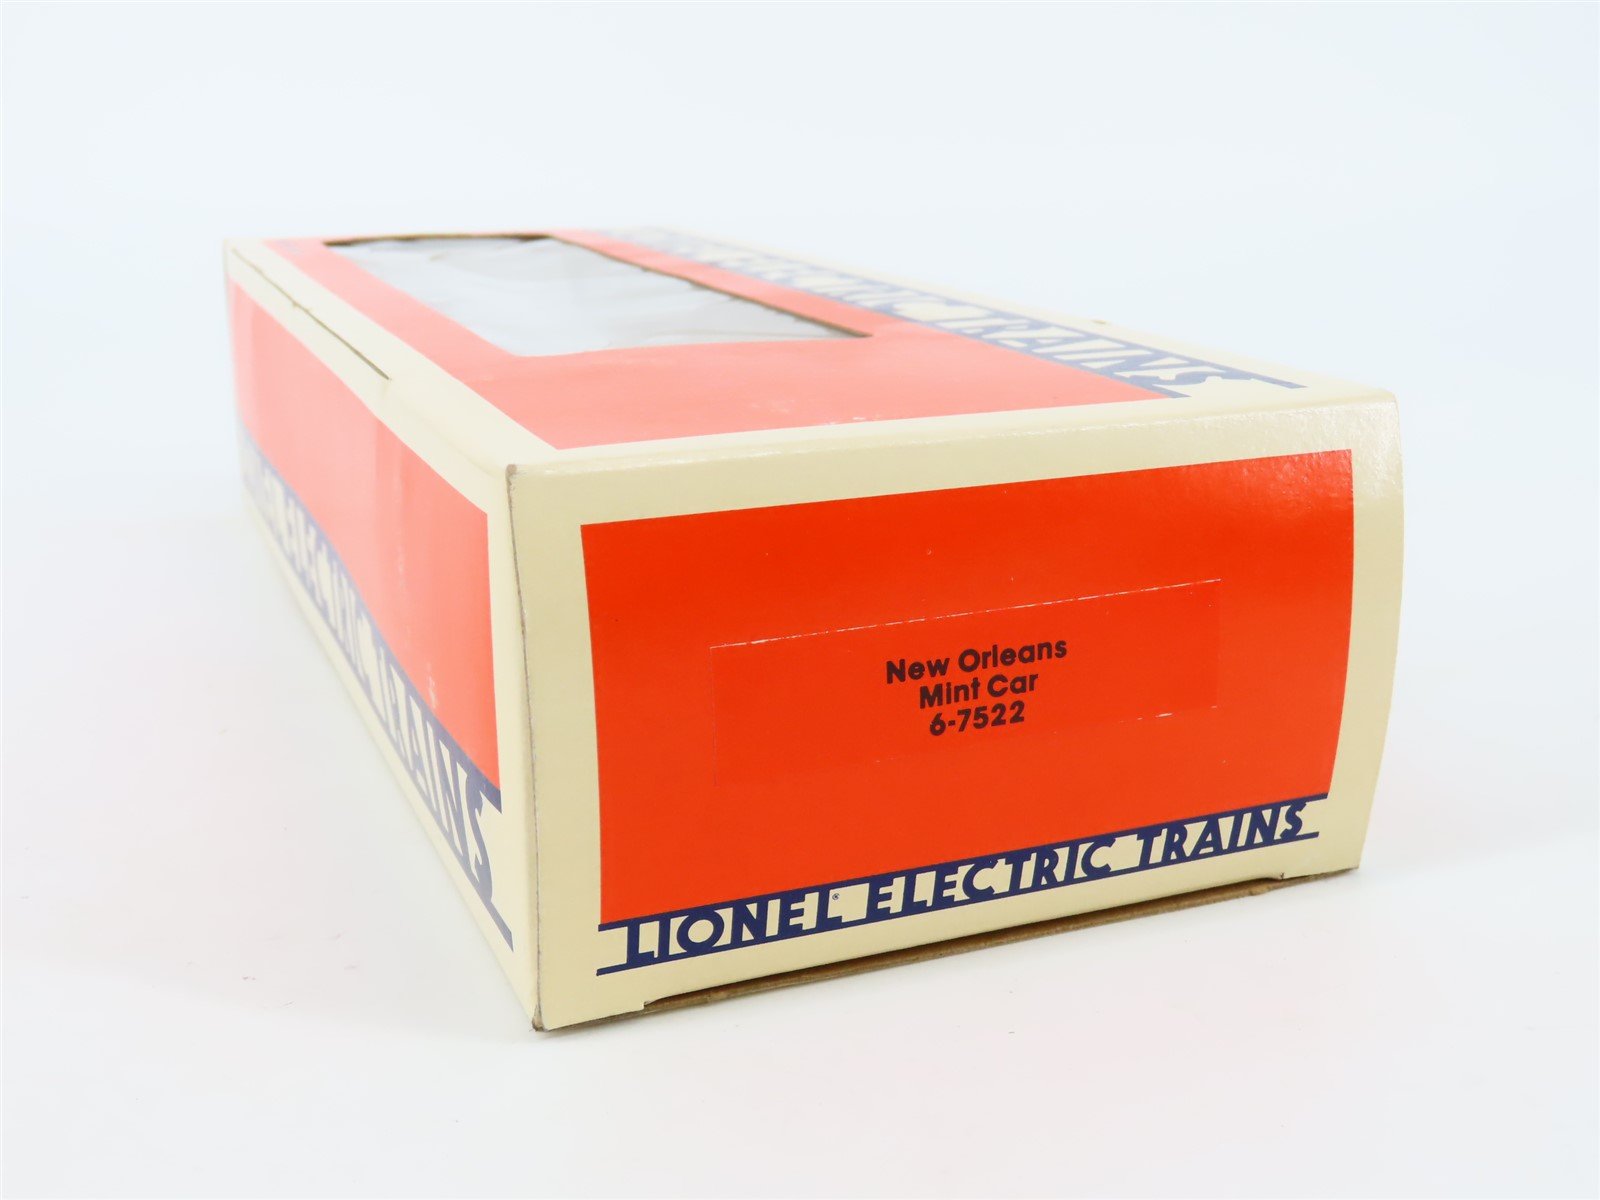 ELECTRIC TRAINS
New Orleans
Mint Car
6-7522
LIONEL® ELECTRIC TRAINS
LIONEL ELECTRIC TRAINS